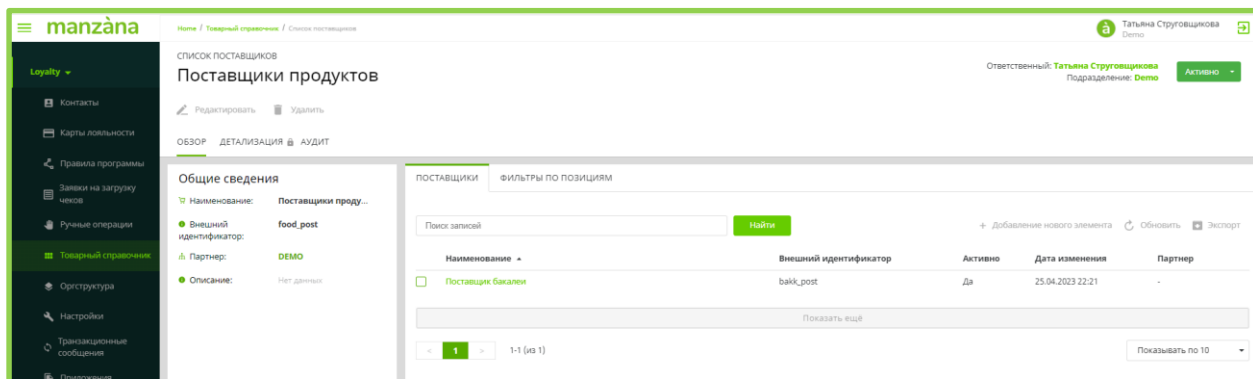 manzàna
Home / Товарный справочник / Список поставщиков
à
Татьяна Струговщикова
Demo
Loyalty
Контакты
Карты лояльности
Правила программы
Заявки на загрузку
чеков
Ручные операции
Товарный справочник
Оргструктура
Настройки
Транзакционные
сообщения
Приложения
СПИСОК ПОСТАВЩИКОВ
Поставщики продуктов
Ответственный: Татьяна Струговщикова
Подразделение: Demo
Активно
Редактировать Удалить
ОБЗОР ДЕТАЛИЗАЦИЯ АУДИТ
Общие сведения
Наименование: Поставщики проду...
Внешний
идентификатор:
food_post
Партнер: DEMO
Описание: Нет данных
ПОСТАВЩИКИ ФИЛЬТРЫ ПО ПОЗИЦИЯМ
Поиск записей Найти + Добавление нового элемента Обновить Экспорт
Наименование Внешний идентификатор Активно Дата изменения Партнер
Поставщик бакалеи bakk_post Да 25.04.2023 22:21 -
Показать ещё
< 1 > 1-1 (из 1) Показывать по 10